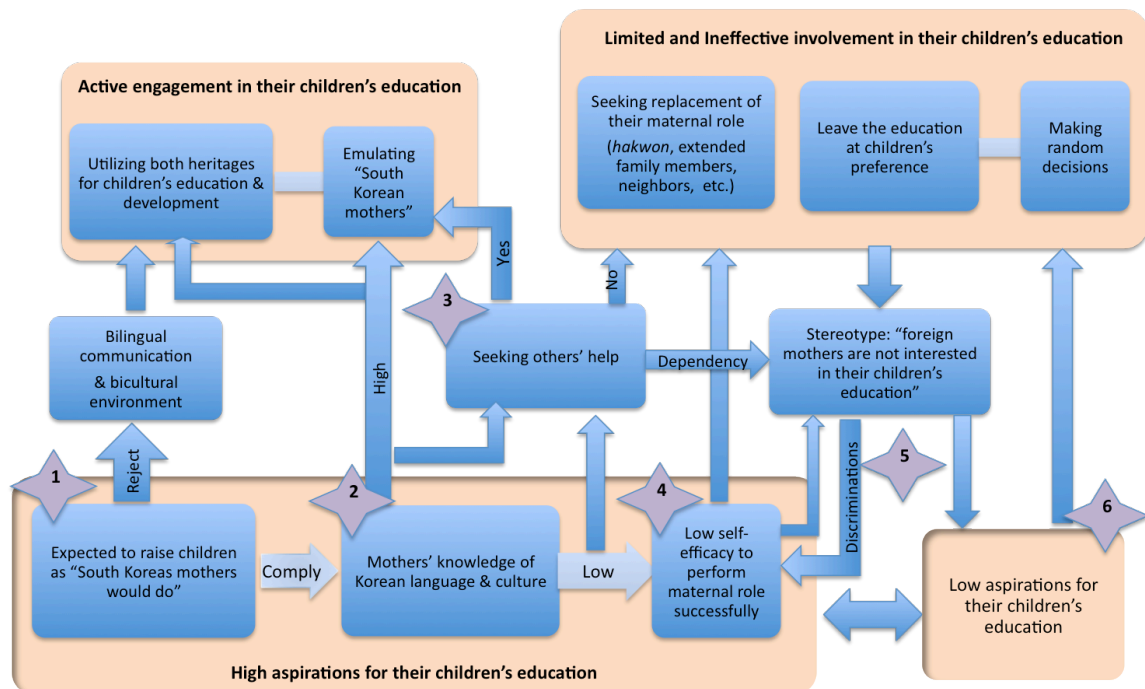 Limited and Ineffective involvement in their children’s education
Active engagement in their children’s education
Utilizing both heritages
for children’s education &
development
Emulating
“South
Korean
mothers”
Seeking replacement of
their maternal role
(hakwon, extended
family members,
neighbors, etc.)
Leave the education
at children’s
preference
Making
random
decisions
Yes
No
3
Bilingual
communication
& bicultural
environment
High
Seeking others’ help
Dependency
Stereotype: “foreign
mothers are not interested
in their children’s
education”
Reject
1
2
4
Discriminations
5
6
Expected to raise children
as “South Koreas mothers
would do”
Comply
Mothers’ knowledge of
Korean language & culture
Low
Low self-
efficacy to
perform
maternal role
successfully
Low aspirations for
their children’s
education
High aspirations for their children’s education